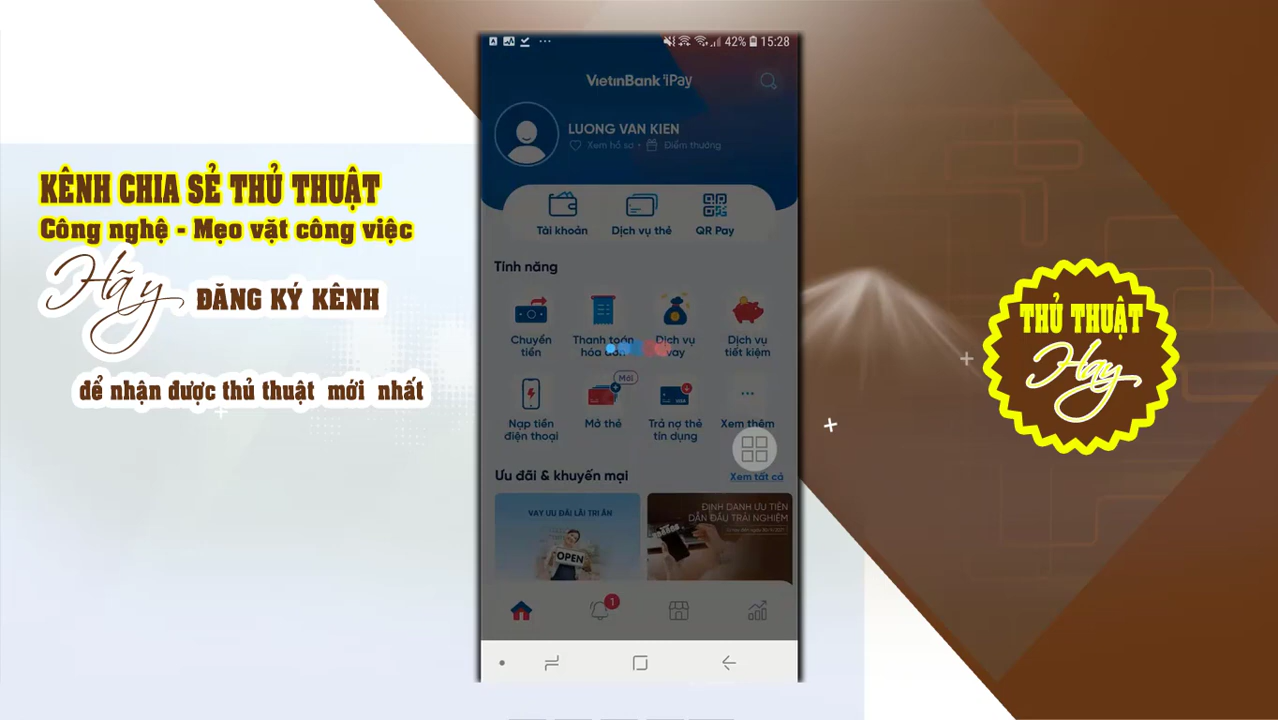 KÊNH CHIA SẺ THỦ THUẬT
Công nghệ - Mẹo vặt công việc
Hãy ĐĂNG KÝ KÊNH
để nhận được thủ thuật mới nhất
42% 15:28
VietinBank iPay
LUONG VAN KIEN
Xem hồ sơ • Điểm thưởng
Tài khoản
Dịch vụ thẻ
QR Pay
Tính năng
Chuyển tiền
Thanh toán hóa đơn
Dịch vụ vay
Dịch vụ tiết kiệm
Mới
Nạp tiền điện thoại
Mở thẻ
Trả nợ thẻ tín dụng
Xem thêm
Ưu đãi & khuyến mại
Xem tất cả
VAY ƯU ĐÃI LÃI TRI ÂN
OPEN
ĐỊNH DANH ƯU TIÊN
DẪN ĐẦU TRẢI NGHIỆM
1
THỦ THUẬT
Hay